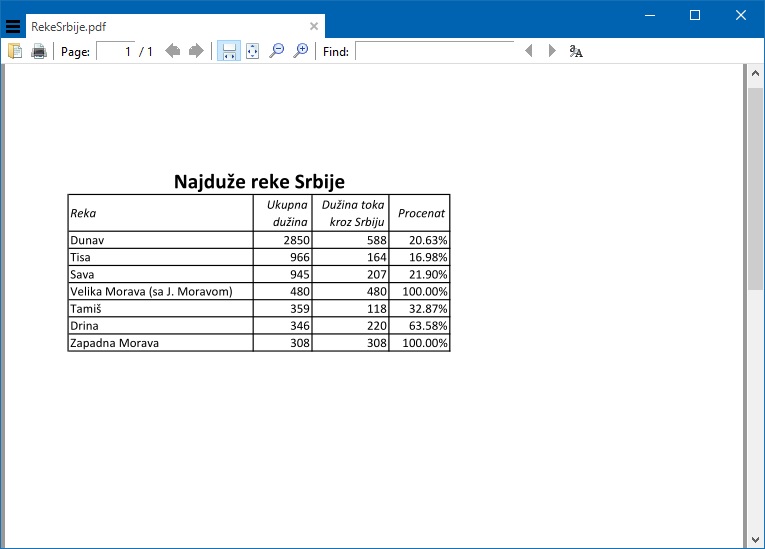 RekeSrbije.pdf
Page: 1 / 1 Find:
Najduže reke Srbije
Reka Ukupna dužina Dužina toka kroz Srbiju Procenat
Dunav 2850 588 20.63%
Tisa 966 164 16.98%
Sava 945 207 21.90%
Velika Morava (sa J. Moravom) 480 480 100.00%
Tamiš 359 118 32.87%
Drina 346 220 63.58%
Zapadna Morava 308 308 100.00%